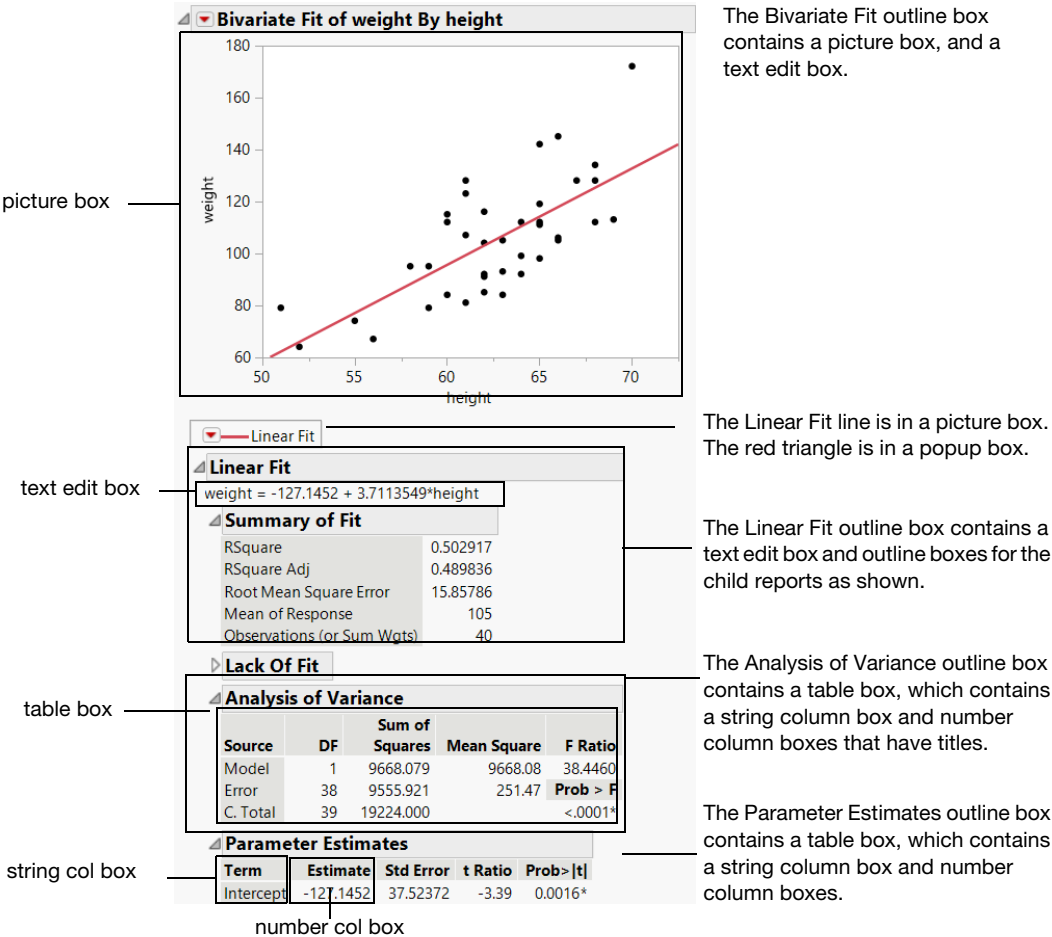 Bivariate Fit of weight By height
The Bivariate Fit outline box
contains a picture box, and a
text edit box.
180
160
140
120
100
80
60
weight
50 55 60 65 70
height
picture box
Linear Fit
The Linear Fit line is in a picture box.
The red triangle is in a popup box.
Linear Fit
text edit box
weight = -127.1452 + 3.7113549*height
Summary of Fit
RSquare 0.502917
RSquare Adj 0.489836
Root Mean Square Error 15.85786
Mean of Response 105
Observations (or Sum Wgts) 40
The Linear Fit outline box contains a
text edit box and outline boxes for the
child reports as shown.
Lack Of Fit
table box
Analysis of Variance
Sum of
Source DF Squares Mean Square F Ratio
Model 1 9668.079 9668.08 38.4460
Error 38 9555.921 251.47 Prob > F
C. Total 39 19224.000 <.0001*
The Analysis of Variance outline box
contains a table box, which contains
a string column box and number
column boxes that have titles.
Parameter Estimates
string col box
Term Estimate Std Error t Ratio Prob>|t|
Intercept -127.1452 37.52372 -3.39 0.0016*
number col box
The Parameter Estimates outline box
contains a table box, which contains
a string column box and number
column boxes.